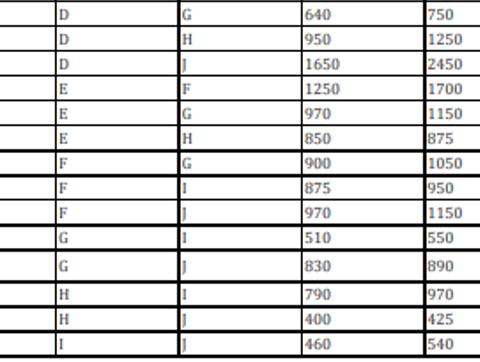 D G 640 750
D H 950 1250
D J 1650 2450
E F 1250 1700
E G 970 1150
E H 850 875
F G 900 1050
F I 875 950
F J 970 1150
G I 510 550
G J 830 890
H I 790 970
H J 400 425
I J 460 540